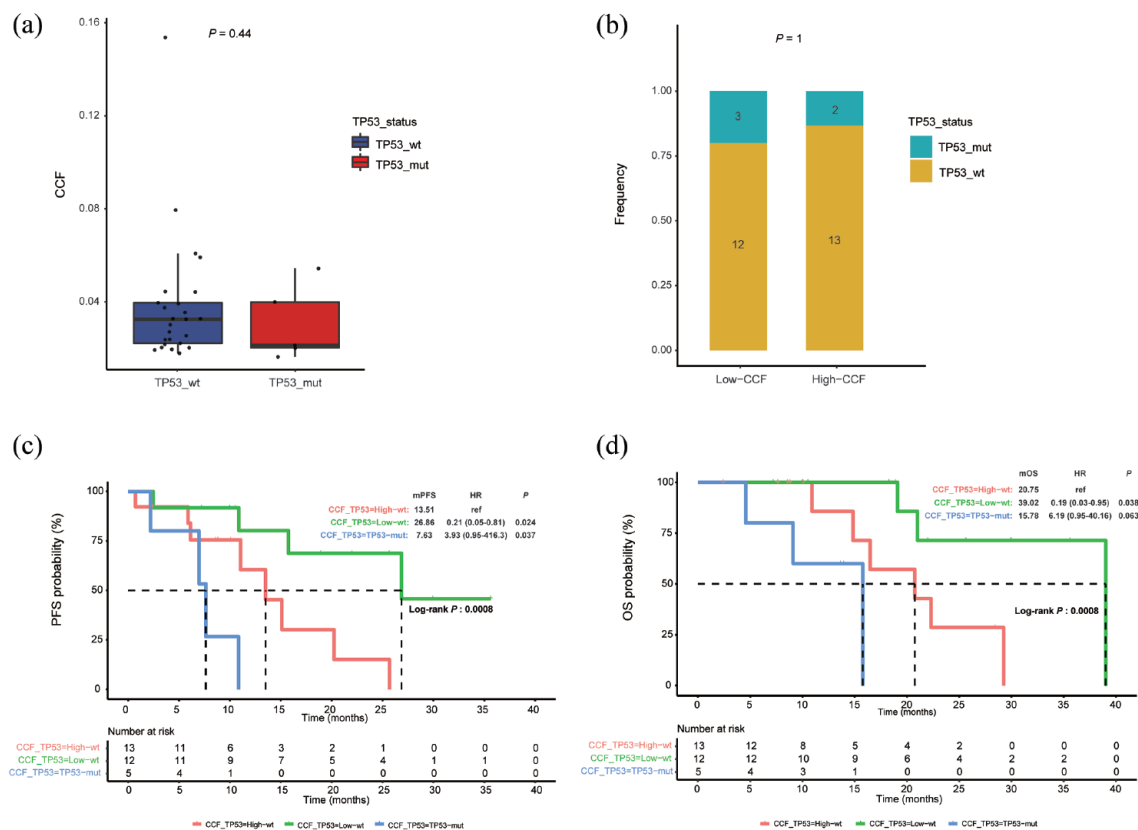 (a)
P = 0.44
0.16
0.12
0.08
0.04
CCF
TP53_wt
TP53_mut
TP53_status
TP53_wt
TP53_mut
(b)
P = 1
1.00
0.75
0.50
0.25
0.00
Frequency
3
2
12
13
Low−CCF
High−CCF
TP53_status
TP53_mut
TP53_wt
(c)
mPFS HR P
CCF_TP53=High-wt: 13.51 ref
CCF_TP53=Low-wt: 26.86 0.21 (0.05-0.81) 0.024
CCF_TP53=TP53-mut: 7.63 3.93 (0.95-416.3) 0.037
100
75
50
25
0
PFS probability (%)
Log-rank P : 0.0008
0 5 10 15 20 25 30 35 40
Time (months)
Number at risk
CCF_TP53=High−wt 13 11 6 3 2 1 0 0 0
CCF_TP53=Low−wt 12 11 9 7 5 4 1 1 0
CCF_TP53=TP53−mut 5 4 1 0 0 0 0 0 0
0 5 10 15 20 25 30 35 40
Time (months)
CCF_TP53=High−wt CCF_TP53=Low−wt CCF_TP53=TP53−mut
(d)
mOS HR P
CCF_TP53=High-wt: 20.75 ref
CCF_TP53=Low-wt: 39.02 0.19 (0.03-0.95) 0.038
CCF_TP53=TP53-mut: 15.78 6.19 (0.95-40.16) 0.063
100
75
50
25
0
OS probability (%)
Log-rank P : 0.0008
0 5 10 15 20 25 30 35 40
Time (months)
Number at risk
CCF_TP53=High−wt 13 12 8 5 4 2 0 0 0
CCF_TP53=Low−wt 12 12 10 9 6 4 2 2 0
CCF_TP53=TP53−mut 5 4 3 1 0 0 0 0 0
0 5 10 15 20 25 30 35 40
Time (months)
CCF_TP53=High−wt CCF_TP53=Low−wt CCF_TP53=TP53−mut